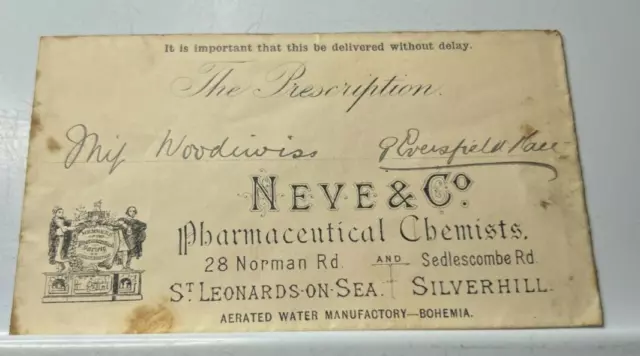 It is important that this be delivered without delay.
The Prescription.
Miſs Woodiwiss 9 Eversfield Place
NEVE & Co
Pharmaceutical Chemists.
28 Norman Rd. AND Sedlescombe Rd.
ST LEONARDS-ON-SEA. SILVERHILL.
AERATED WATER MANUFACTORY—BOHEMIA.